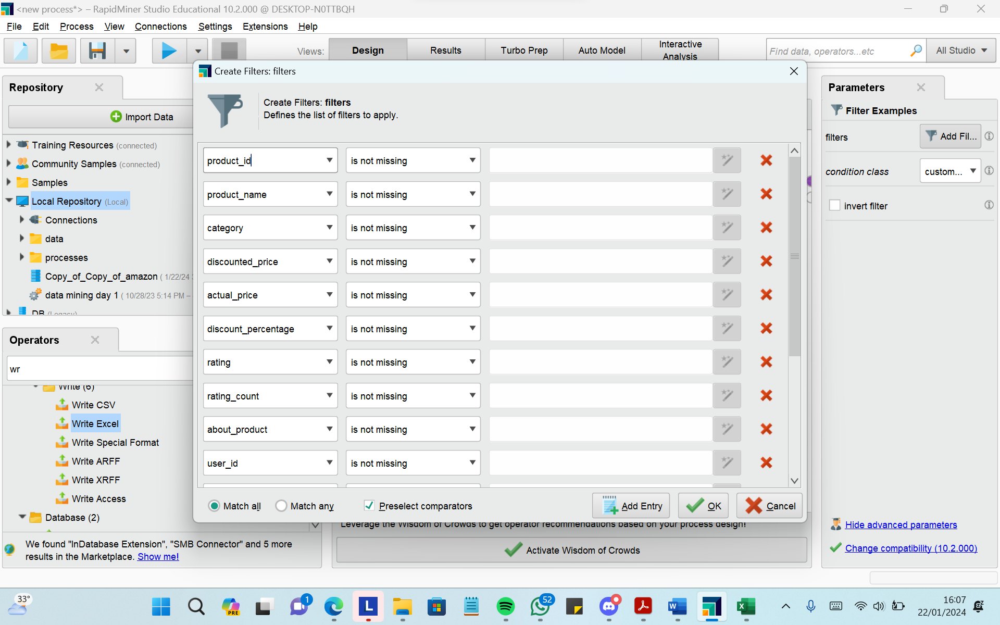 <new process*> – RapidMiner Studio Educational 10.2.000 @ DESKTOP-N0TTBQH
File Edit Process View Connections Settings Extensions Help
Views: Design Results Turbo Prep Auto Model Interactive Analysis
Find data, operators...etc All Studio
Repository
Import Data
Training Resources (connected)
Community Samples (connected)
Samples
Local Repository (Local)
Connections
data
processes
Copy_of_Copy_of_amazon ( 1/22/24
data mining day 1 ( 10/28/23 5:14 PM –
DB (Legacy)
Operators
wr
Write (6)
Write CSV
Write Excel
Write Special Format
Write ARFF
Write XRFF
Write Access
Database (2)
We found "InDatabase Extension", "SMB Connector" and 5 more
results in the Marketplace. Show me!
Create Filters: filters
Create Filters: filters
Defines the list of filters to apply.
product_id is not missing
product_name is not missing
category is not missing
discounted_price is not missing
actual_price is not missing
discount_percentage is not missing
rating is not missing
rating_count is not missing
about_product is not missing
user_id is not missing
Match all Match any Preselect comparators Add Entry OK Cancel
Leverage the Wisdom of Crowds to get operator recommendations based on your process design!
Activate Wisdom of Crowds
Parameters
Filter Examples
filters Add Fil...
condition class custom...
invert filter
Hide advanced parameters
Change compatibility (10.2.000)
33°
PRE
1
L
52
W
16:07
22/01/2024